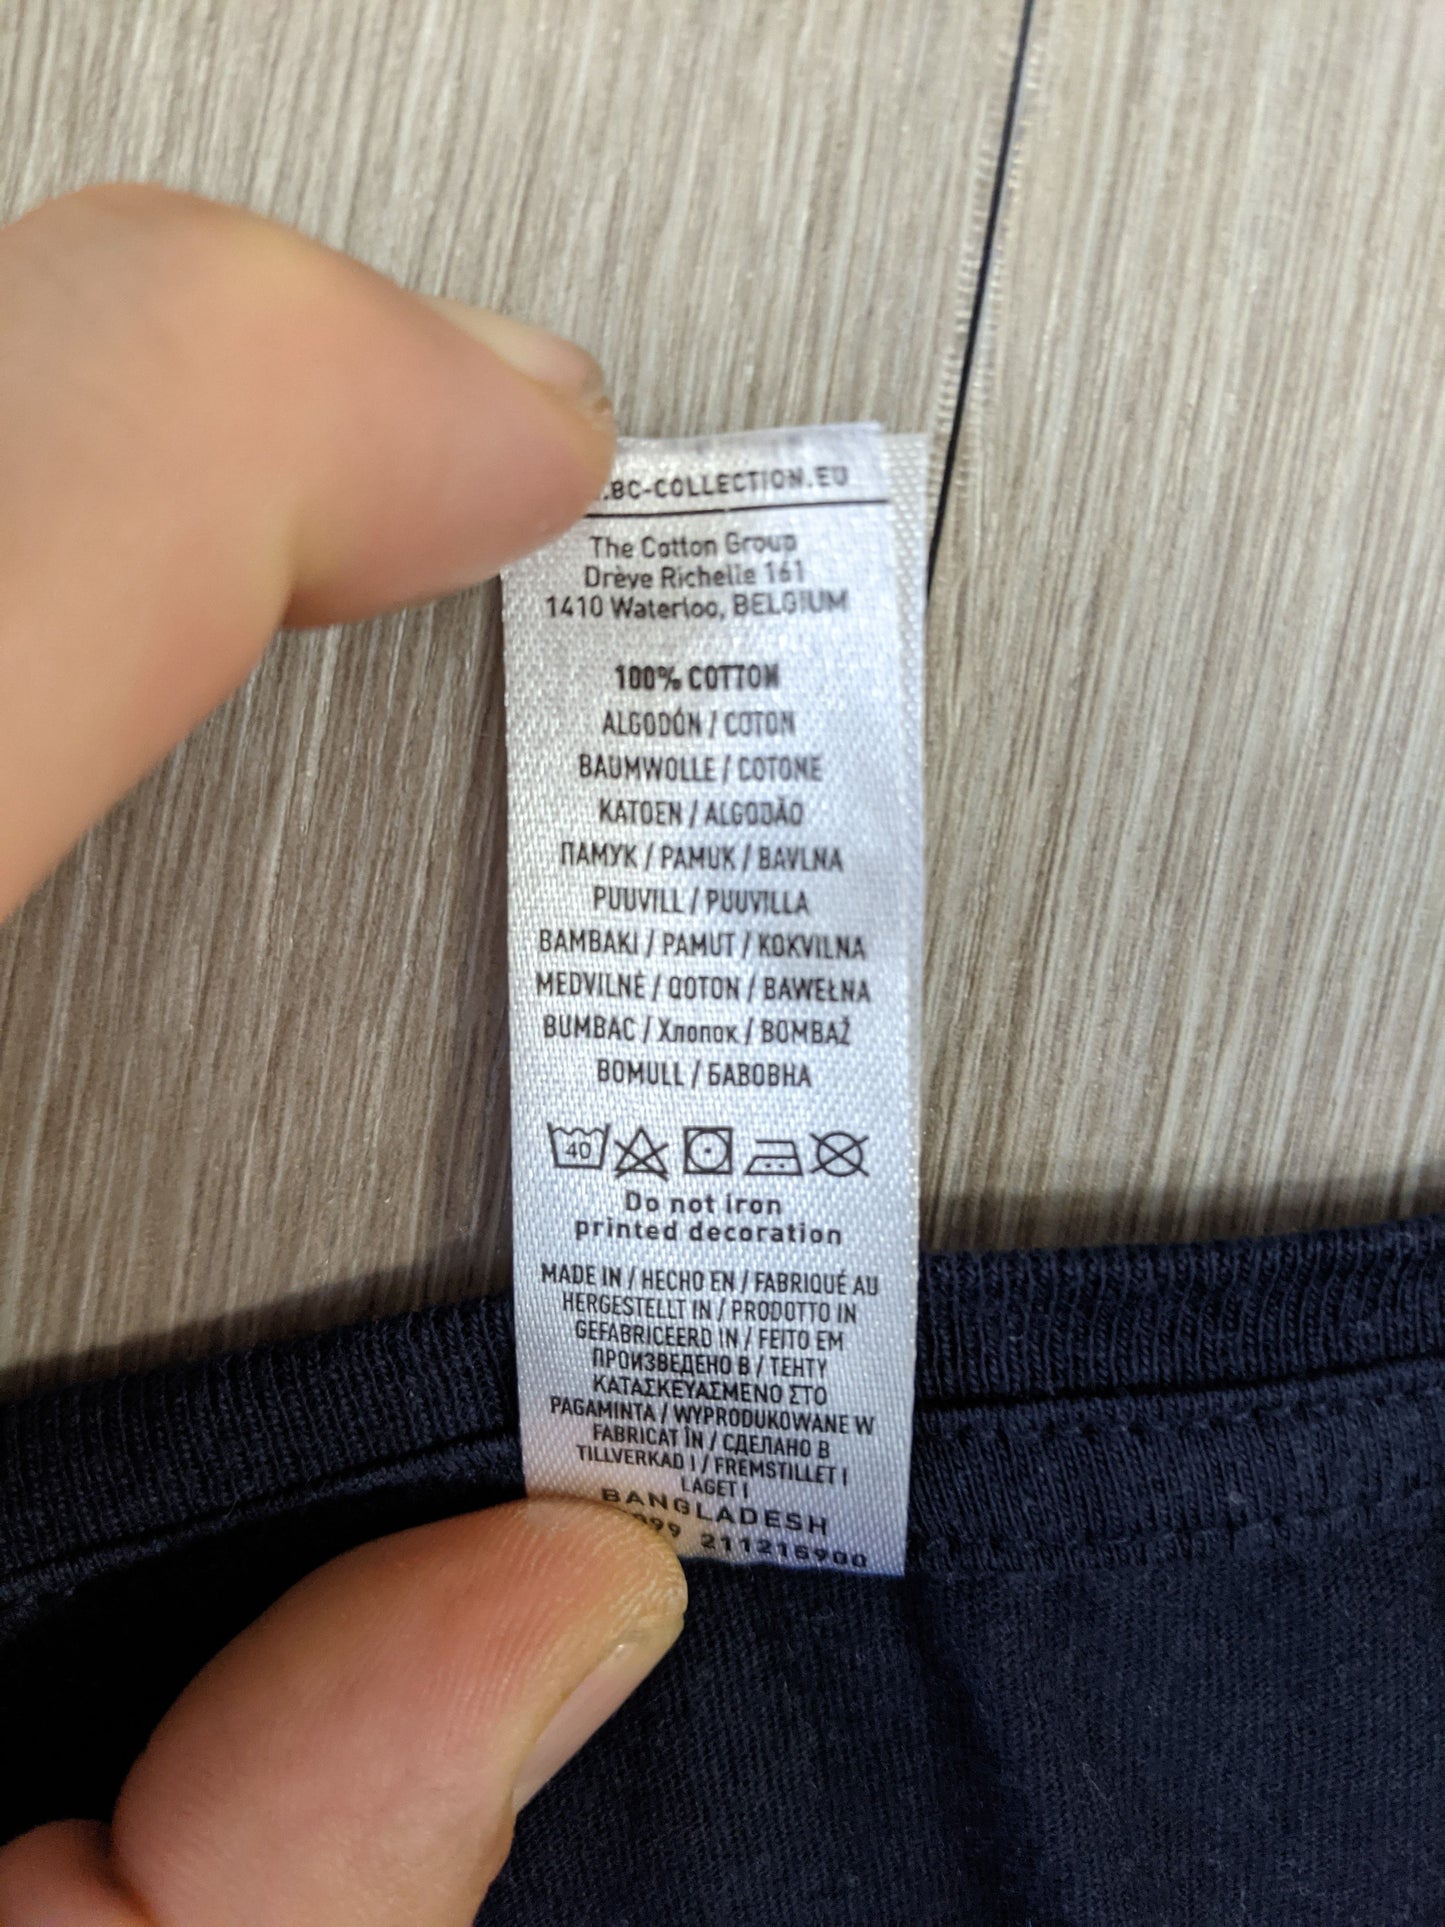 .BC-COLLECTION.EU
The Cotton Group
Drève Richelle 161
1410 Waterloo, BELGIUM
100% COTTON
ALGODÓN / COTON
BAUMWOLLE / COTONE
KATOEN / ALGODÃO
ПАМУК / PAMUK / BAVLNA
PUUVILL / PUUVILLA
BAMBAKI / PAMUT / KOKVILNA
MEDVILNĖ / QOTON / BAWEŁNA
BUMBAC / Хлопок / BOMBAŽ
BOMULL / БАВОВНА
40
Do not iron
printed decoration
MADE IN / HECHO EN / FABRIQUÉ AU
HERGESTELLT IN / PRODOTTO IN
GEFABRICEERD IN / FEITO EM
ПРОИЗВЕДЕНО В / TEHTY
ΚΑΤΑΣΚΕΥΑΣΜΕΝΟ ΣΤΟ
PAGAMINTA / WYPRODUKOWANE W
FABRICAT ÎN / СДЕЛАНО В
TILLVERKAD I / FREMSTILLET I
LAGET I
BANGLADESH
099 211216900